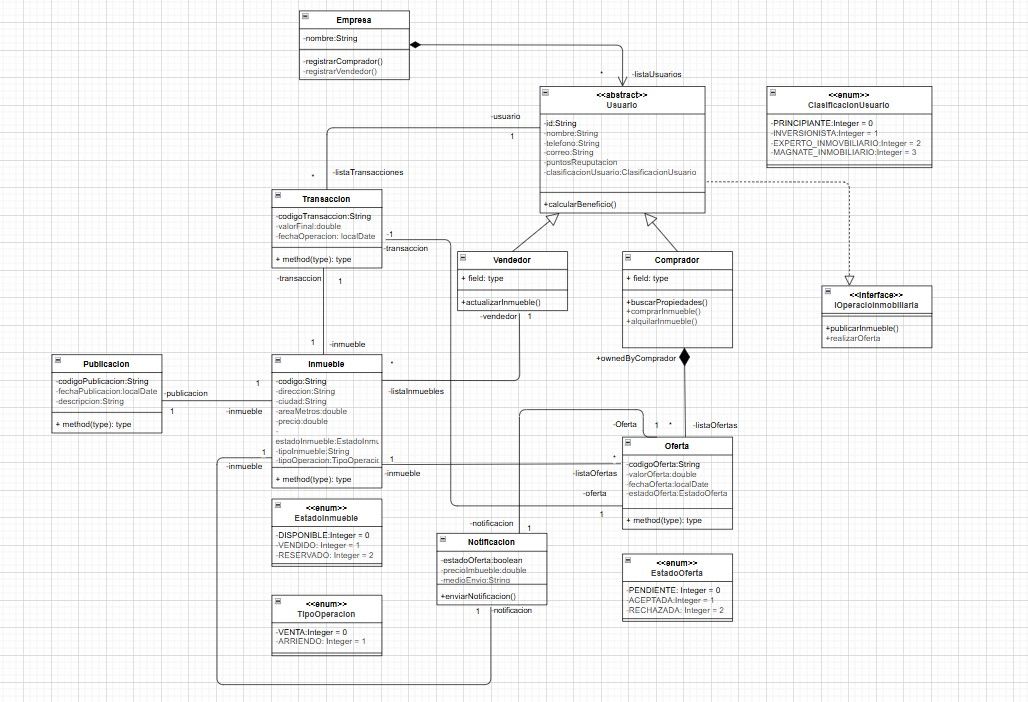 Empresa
-nombre:String
-registrarComprador()
-registrarVendedor()
*
-listaUsuarios
<<abstract>>
Usuario
-id:String
-nombre:String
-telefono:String
-correo:String
-puntosReuputacion
-clasificacionUsuario:ClasificacionUsuario
+calcularBeneficio()
<<enum>>
ClasificacionUsuario
-PRINCIPIANTE:Integer = 0
-INVERSIONISTA:Integer = 1
-EXPERTO_INMOVBILIARIO:Integer = 2
-MAGNATE_INMOBILIARIO:Integer = 3
-usuario
1
-listaTransacciones
*
Transaccion
-codigoTransaccion:String
-valorFinal:double
-fechaOperacion: localDate
+ method(type): type
-1
-transaccion
-transaccion
1
Vendedor
+ field: type
+actualizarInmueble()
-vendedor
1
Comprador
+ field: type
+buscarPropiedades()
+comprarInmueble()
+alquilarInmueble()
<<Interface>>
IOperacioInmobiliaria
+publicarInmueble()
+realizarOferta
+ownedByComprador
1
-inmueble
Publicacion
-codigoPublicacion:String
-fechaPublicacion:localDate
-descripcion:String
+ method(type): type
-publicacion
1
1
-inmueble
Inmueble
-codigo:String
-direccion:String
-ciudad:String
-areaMetros:double
-precio:double
-
estadoInmueble:EstadoInmu
-tipoInmueble:String
-tipoOperacion:TipoOperacic
+ method(type): type
*
-listaInmuebles
1
-inmueble
1
-inmueble
-Oferta
1
*
-listaOfertas
Oferta
-codigoOferta:String
-valorOferta:double
-fechaOferta:localDate
-estadoOferta:EstadoOferta
+ method(type): type
*
-listaOfertas
-oferta
1
<<enum>>
EstadoInmueble
-DISPONIBLE:Integer = 0
-VENDIDO: Integer = 1
-RESERVADO: Integer = 2
-notificacion
1
Notificacion
-estadoOferta:boolean
-precioImbueble:double
-medioEnvio:String
+enviarNotificacion()
1
-notificacion
<<enum>>
EstadoOferta
-PENDIENTE: Integer = 0
-ACEPTADA:Integer = 1
-RECHAZADA: Integer = 2
<<enum>>
TipoOperacion
-VENTA:Integer = 0
-ARRIENDO: Integer = 1